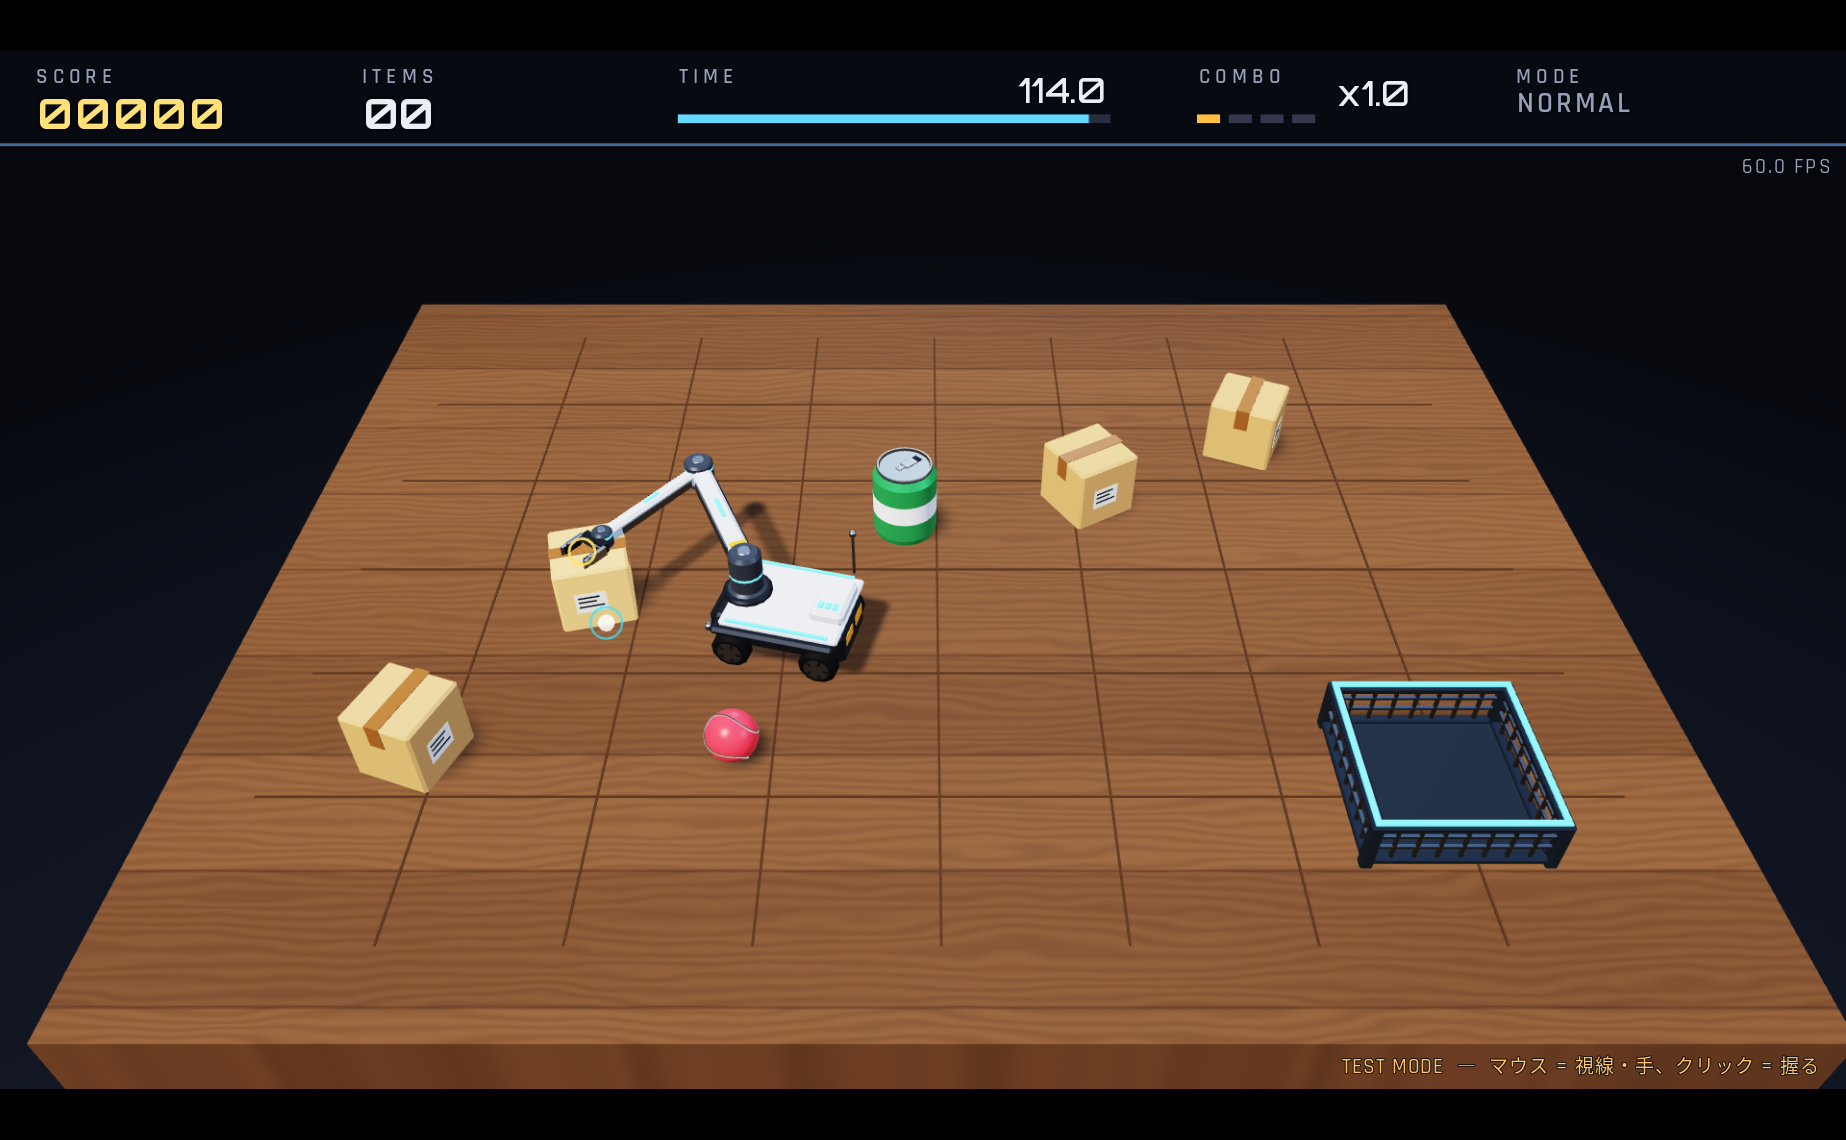 SCORE
00000
ITEMS
00
TIME
114.0
COMBO
x1.0
MODE
NORMAL
60.0 FPS
TEST MODE — マウス = 視線・手、クリック = 握る